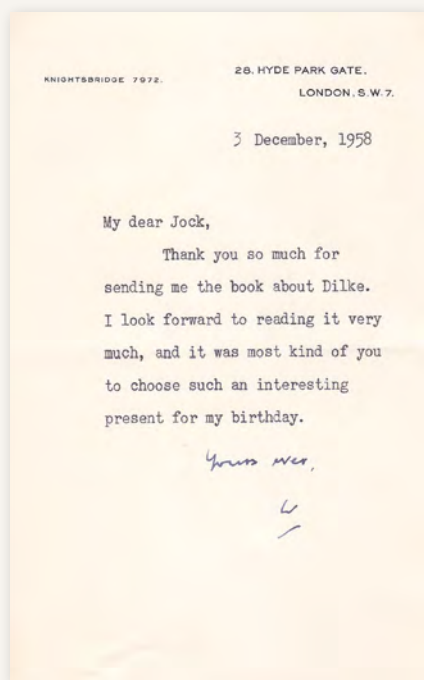 KNIGHTSBRIDGE 7972.
28, HYDE PARK GATE,
LONDON, S.W.7.
3 December, 1958
My dear Jock,
Thank you so much for
sending me the book about Dilke.
I look forward to reading it very
much, and it was most kind of you
to choose such an interesting
present for my birthday.
Yours ever,
W